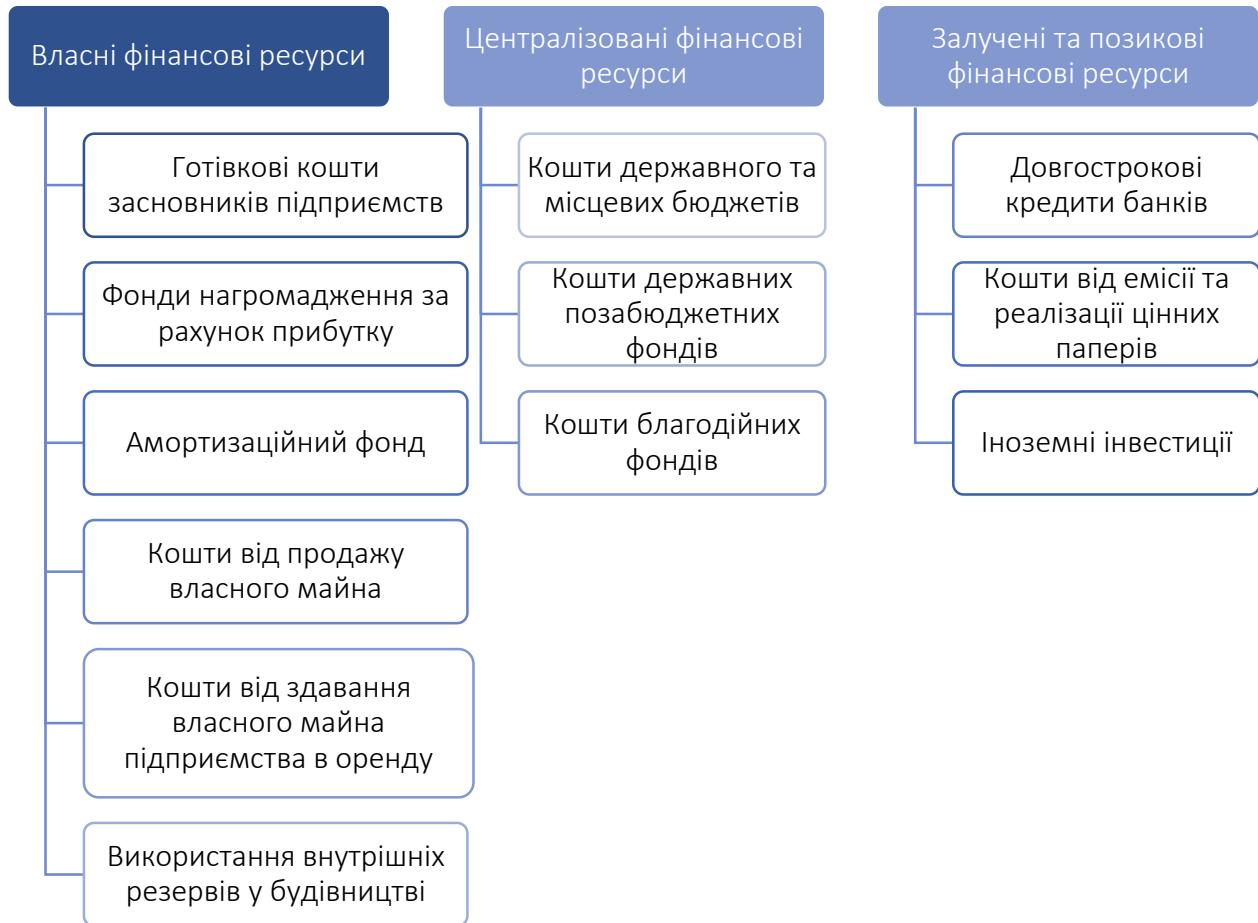 Власні фінансові ресурси
Готівкові кошти
засновників підприємств
Фонди нагромадження за
рахунок прибутку
Амортизаційний фонд
Кошти від продажу
власного майна
Кошти від здавання
власного майна
підприємства в оренду
Використання внутрішніх
резервів у будівництві
Централізовані фінансові
ресурси
Кошти державного та
місцевих бюджетів
Кошти державних
позабюджетних
фондів
Кошти благодійних
фондів
Залучені та позикові
фінансові ресурси
Довгострокові
кредити банків
Кошти від емісії та
реалізації цінних
паперів
Іноземні інвестиції